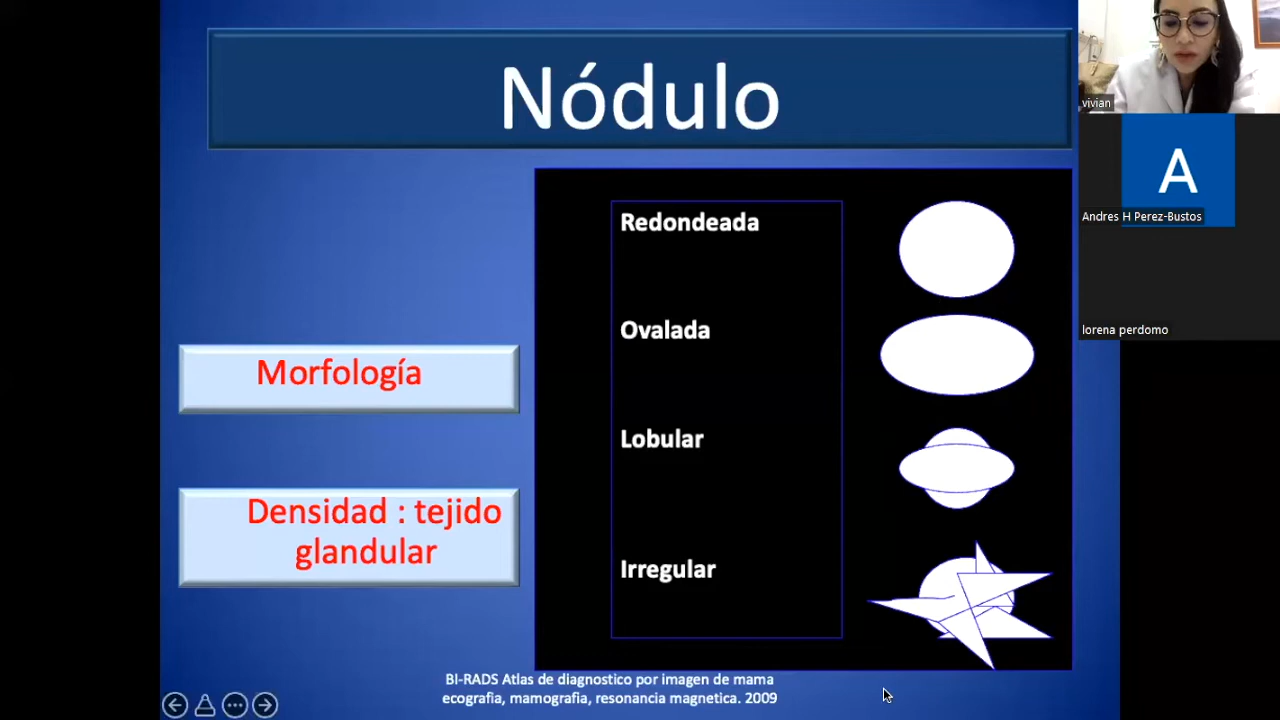 Nódulo
Redondeada
Ovalada
Lobular
Irregular
Morfología
Densidad : tejido
glandular
BI-RADS Atlas de diagnostico por imagen de mama
ecografia, mamografia, resonancia magnetica. 2009
vivian
A
Andres H Perez-Bustos
lorena perdomo